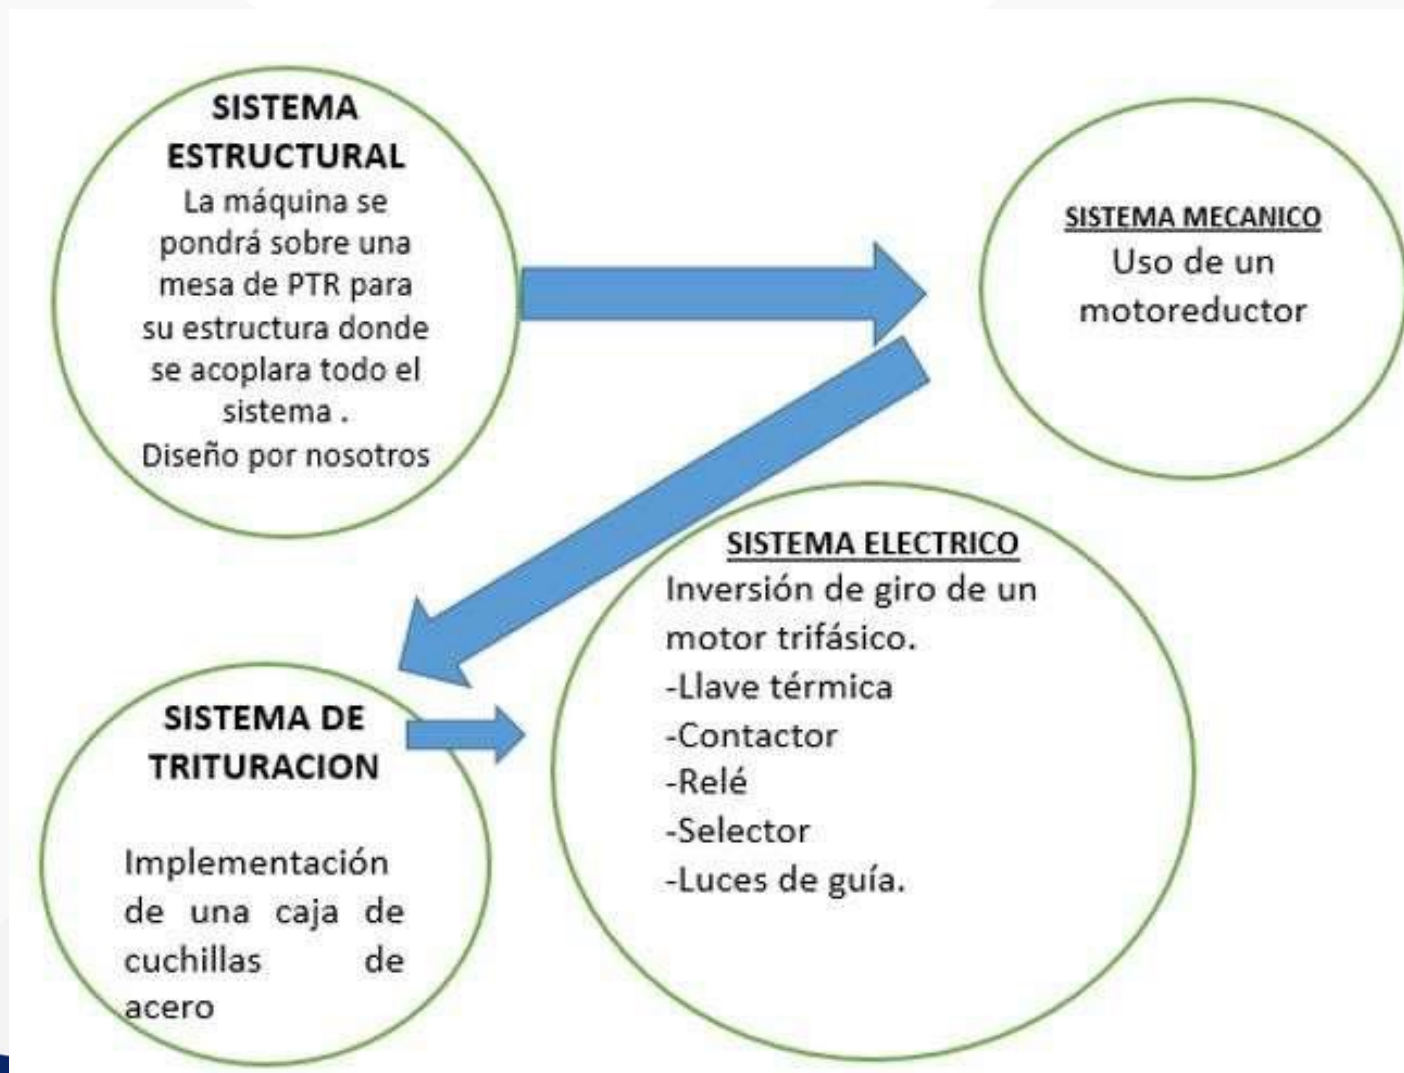 SISTEMA
ESTRUCTURAL
La máquina se
pondrá sobre una
mesa de PTR para
su estructura donde
se acoplara todo el
sistema .
Diseño por nosotros
SISTEMA MECANICO
Uso de un
motoreductor
SISTEMA DE
TRITURACION
Implementación
de una caja de
cuchillas de
acero
SISTEMA ELECTRICO
Inversión de giro de un
motor trifásico.
-Llave térmica
-Contactor
-Relé
-Selector
-Luces de guía.